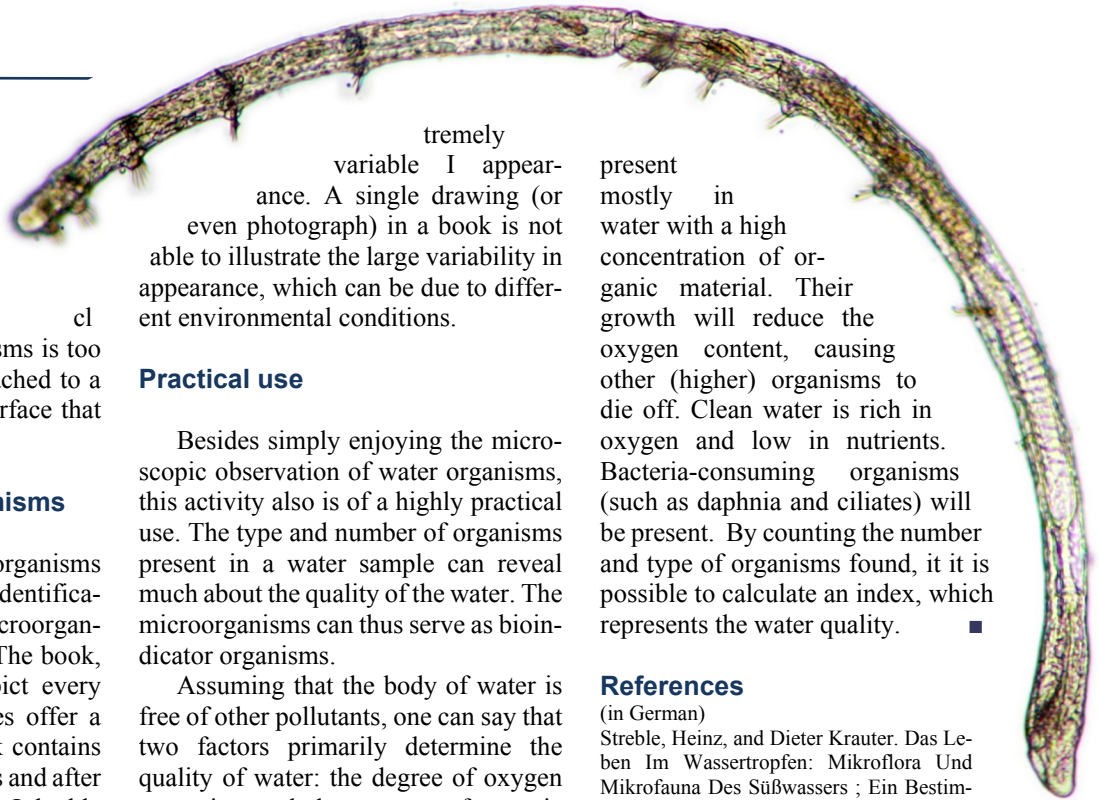 cl
sms is too
ached to a
rface that
nisms
organisms
dentifica-
croorgan-
The book,
pict every
es offer a
k contains
s and after
tremely
variable I appear-
ance. A single drawing (or
even photograph) in a book is not
able to illustrate the large variability in
appearance, which can be due to differ-
ent environmental conditions.
Practical use
Besides simply enjoying the micro-
scopic observation of water organisms,
this activity also is of a highly practical
use. The type and number of organisms
present in a water sample can reveal
much about the quality of the water. The
microorganisms can thus serve as bioin-
dicator organisms.
Assuming that the body of water is
free of other pollutants, one can say that
two factors primarily determine the
quality of water: the degree of oxygen
present
mostly in
water with a high
concentration of or-
ganic material. Their
growth will reduce the
oxygen content, causing
other (higher) organisms to
die off. Clean water is rich in
oxygen and low in nutrients.
Bacteria-consuming organisms
(such as daphnia and ciliates) will
be present. By counting the number
and type of organisms found, it it is
possible to calculate an index, which
represents the water quality. ■
References
(in German)
Streble, Heinz, and Dieter Krauter. Das Le-
ben Im Wassertropfen: Mikroflora Und
Mikrofauna Des Süßwassers ; Ein Bestim-